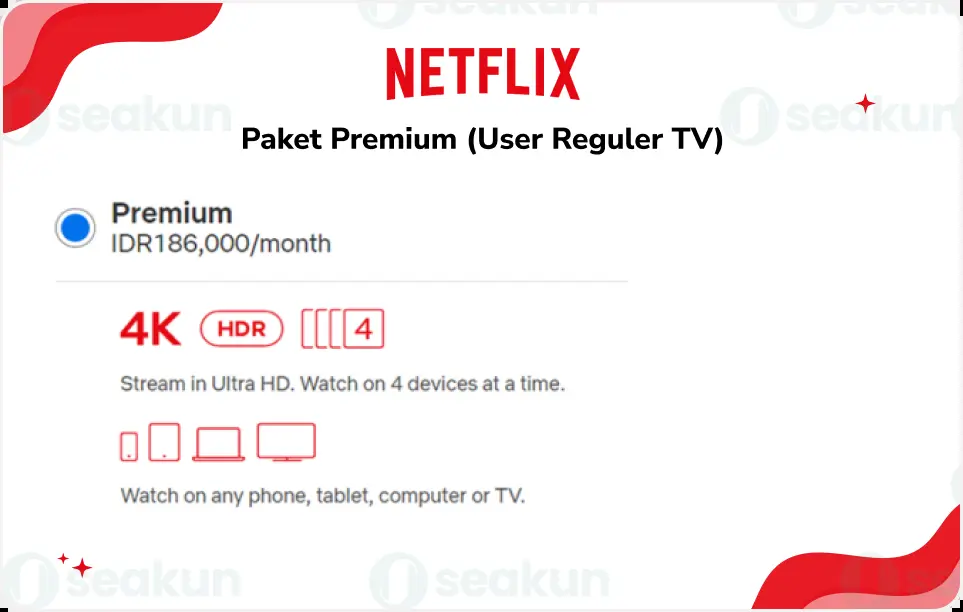 seakun
seakun
NETFLIX
seakun
seakun
Paket Premium (User Reguler TV)
Premium
IDR186,000/month
4K HDR 4
Stream in Ultra HD. Watch on 4 devices at a time.
Watch on any phone, tablet, computer or TV.
seakun
seakun
seakun